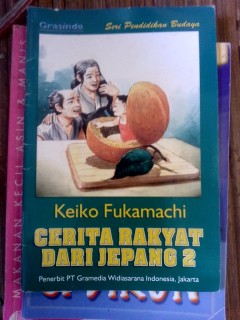 Grasindo
Seri Pendidikan Budaya
Keiko Fukamachi
CERITA RAKYAT
DARI JEPANG 2
Penerbit PT Gramedia Widiasarana Indonesia, Jakarta
MAKANAN KECIL ASIN & MANIS